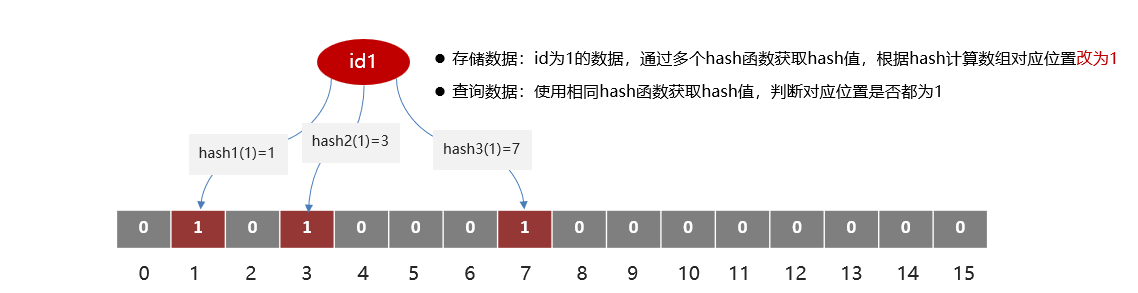 id1
● 存储数据：id为1的数据，通过多个hash函数获取hash值，根据hash计算数组对应位置改为1
● 查询数据：使用相同hash函数获取hash值，判断对应位置是否都为1
hash1(1)=1
hash2(1)=3
hash3(1)=7
0 1 0 1 0 0 0 1 0 0 0 0 0 0 0 0
0 1 2 3 4 5 6 7 8 9 10 11 12 13 14 15